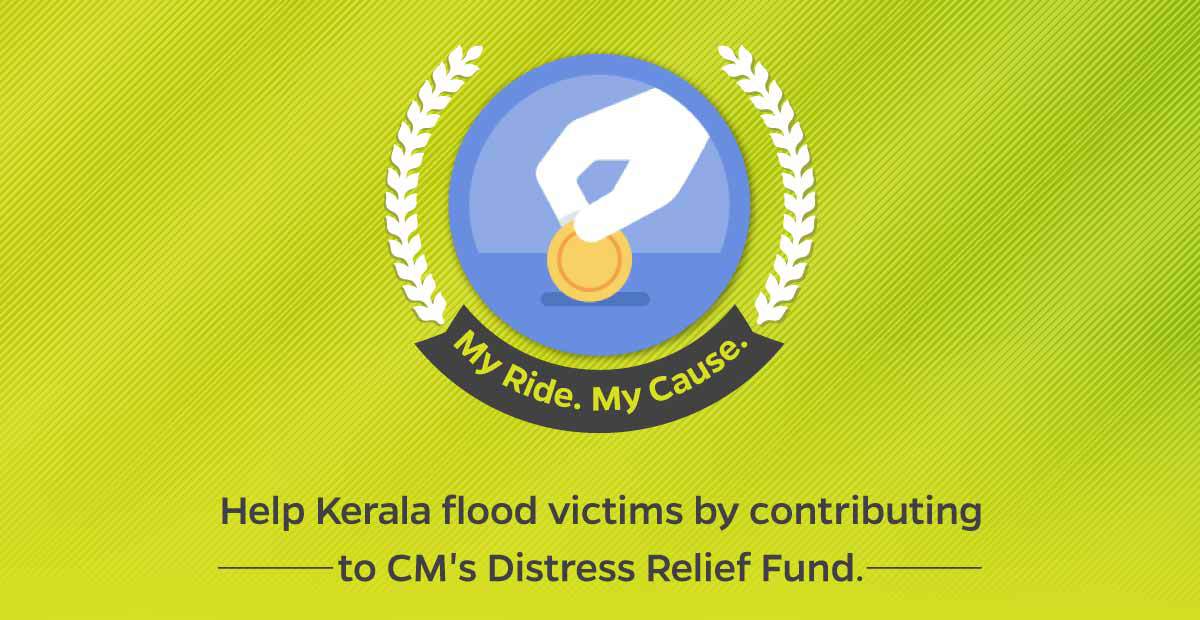 My Ride. My Cause.
Help Kerala flood victims by contributing
to CM's Distress Relief Fund.